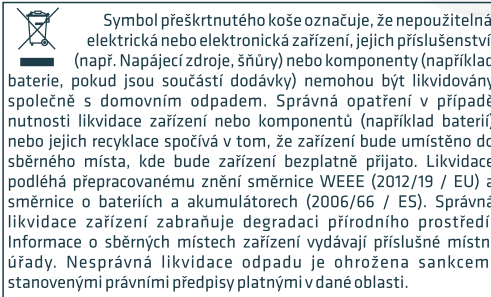 Symbol přeškrtnutého koše označuje, že nepoužitelná
elektrická nebo elektronická zařízení, jejich příslušenství
(např. Napájecí zdroje, šňůry) nebo komponenty (například
baterie, pokud jsou součástí dodávky) nemohou být likvidovány
společně s domovním odpadem. Správná opatření v případě
nutnosti likvidace zařízení nebo komponentů (například baterií)
nebo jejich recyklace spočívá v tom, že zařízení bude umístěno do
sběrného místa, kde bude zařízení bezplatně přijato. Likvidace
podléhá přepracovanému znění směrnice WEEE (2012/19 / EU) a
směrnice o bateriích a akumulátorech (2006/66 / ES). Správná
likvidace zařízení zabraňuje degradaci přírodního prostředí
Informace o sběrných místech zařízení vydávají příslušné místn
úřady. Nesprávná likvidace odpadu je ohrožena sankcem
stanovenými právními předpisy platnými v dané oblasti.